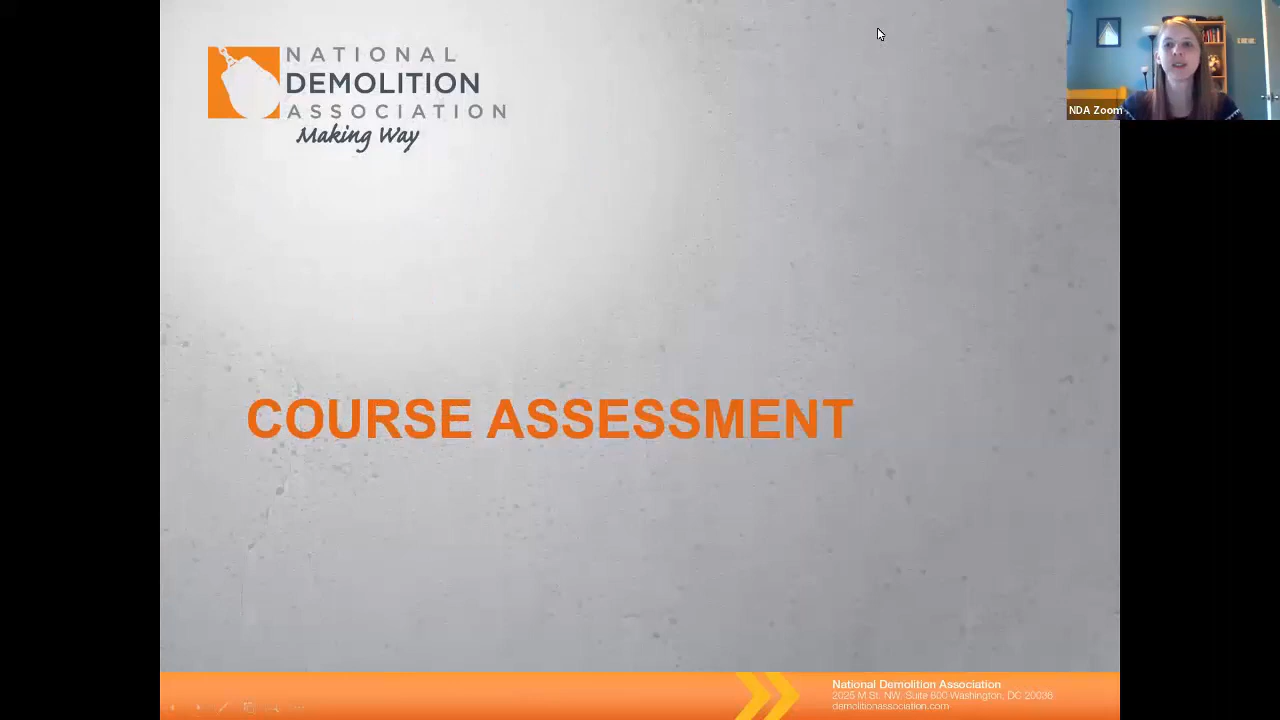 NATIONAL
DEMOLITION
ASSOCIATION
Making Way
NDA Zoom
COURSE ASSESSMENT
National Demolition Association
2025 M St. NW, Suite 800 Washington, DC 20036
demolitionassociation.com